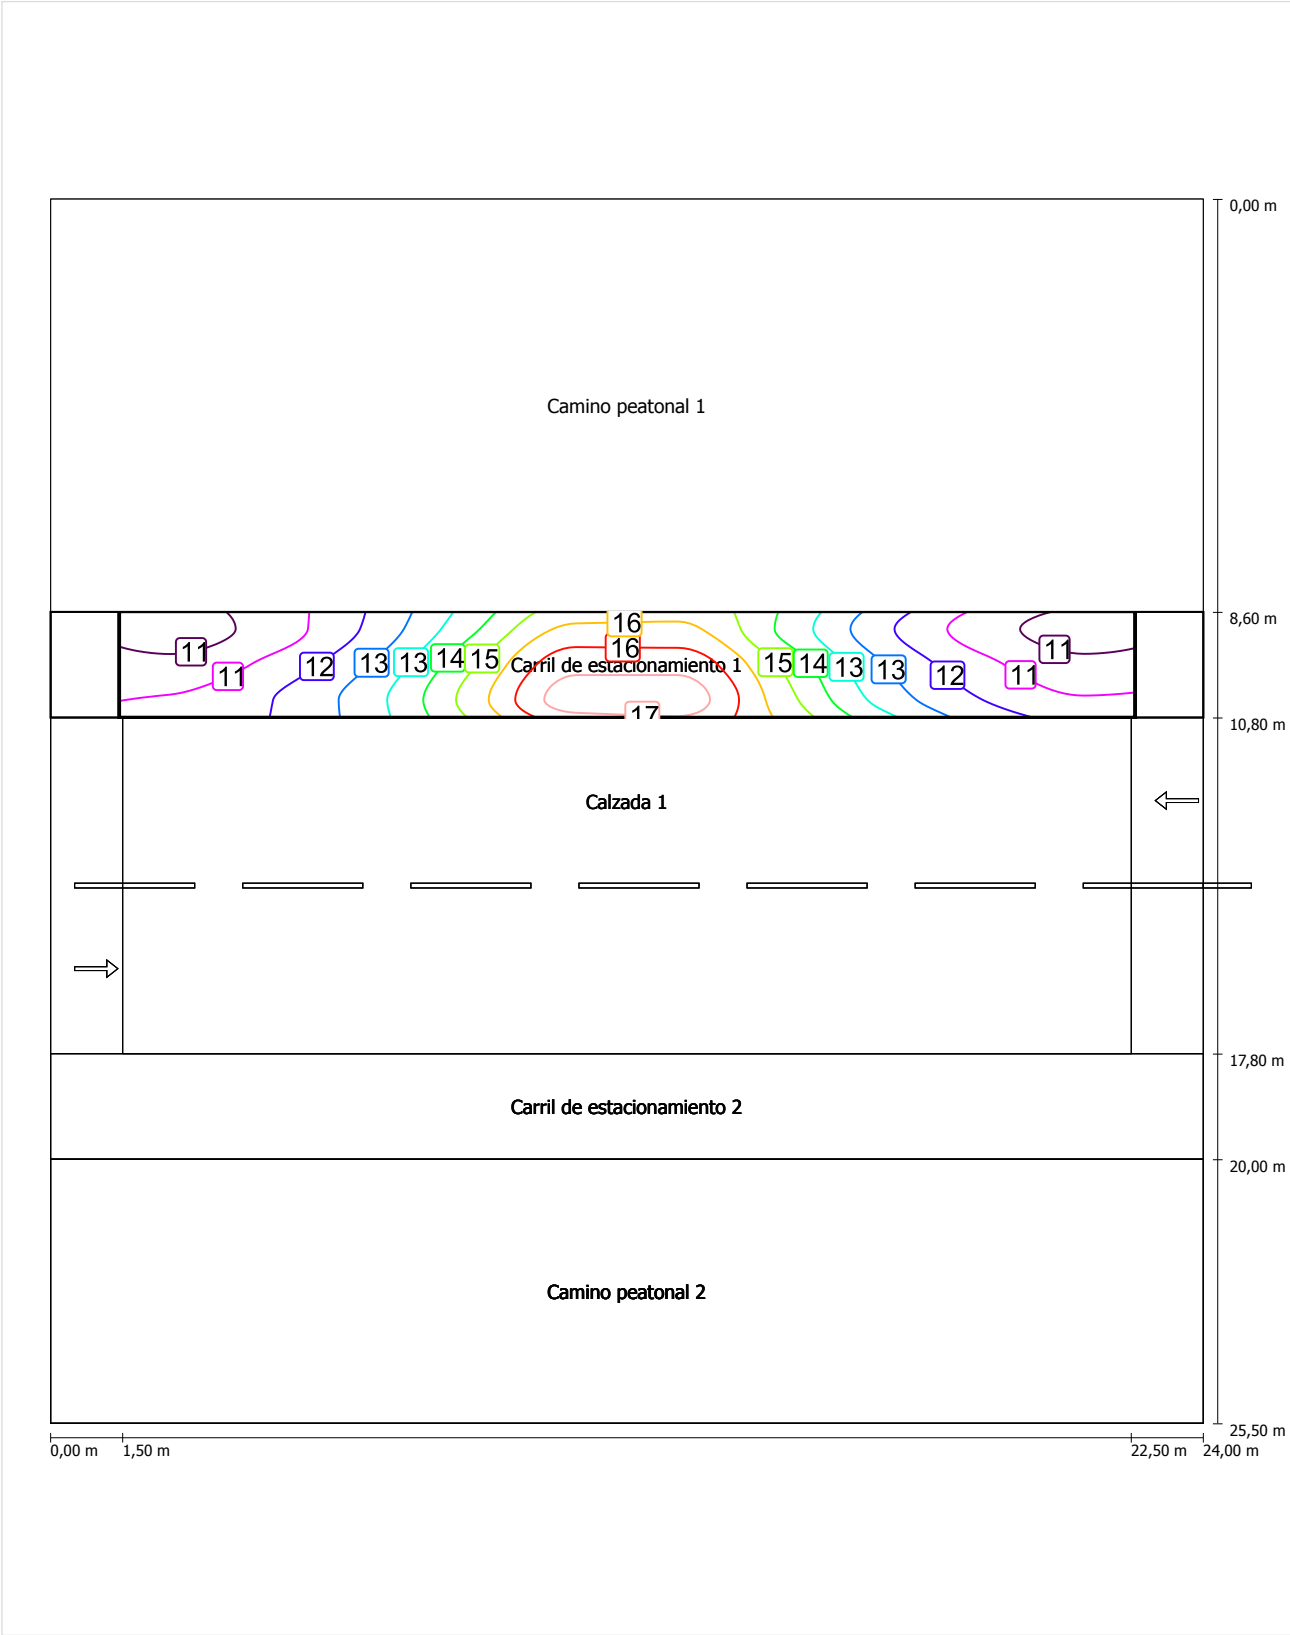 0,00 m
Camino peatonal 1
8,60 m
16
16
11
11
12
13
13
14
15
Carril de estacionamiento 1
15
14
13
13
12
11
11
17
10,80 m
Calzada 1
17,80 m
Carril de estacionamiento 2
20,00 m
Camino peatonal 2
25,50 m
0,00 m
1,50 m
22,50 m
24,00 m